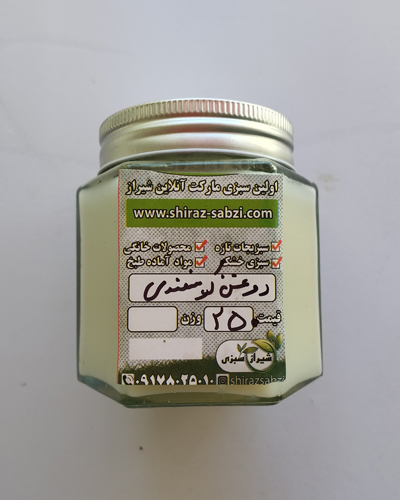 اولین سبزی مارکت آنلاین شیراز
www.shiraz-sabzi.com
سبزیجات تازه محصولات خانگی
سبزی خشک مواد آماده طبخ
روغن گوسفندی
قیمت ۲۵۰ وزن
شیراز سبزی
۰۹۱۷۸۰۲۵۰۱۰ shirazsabzi